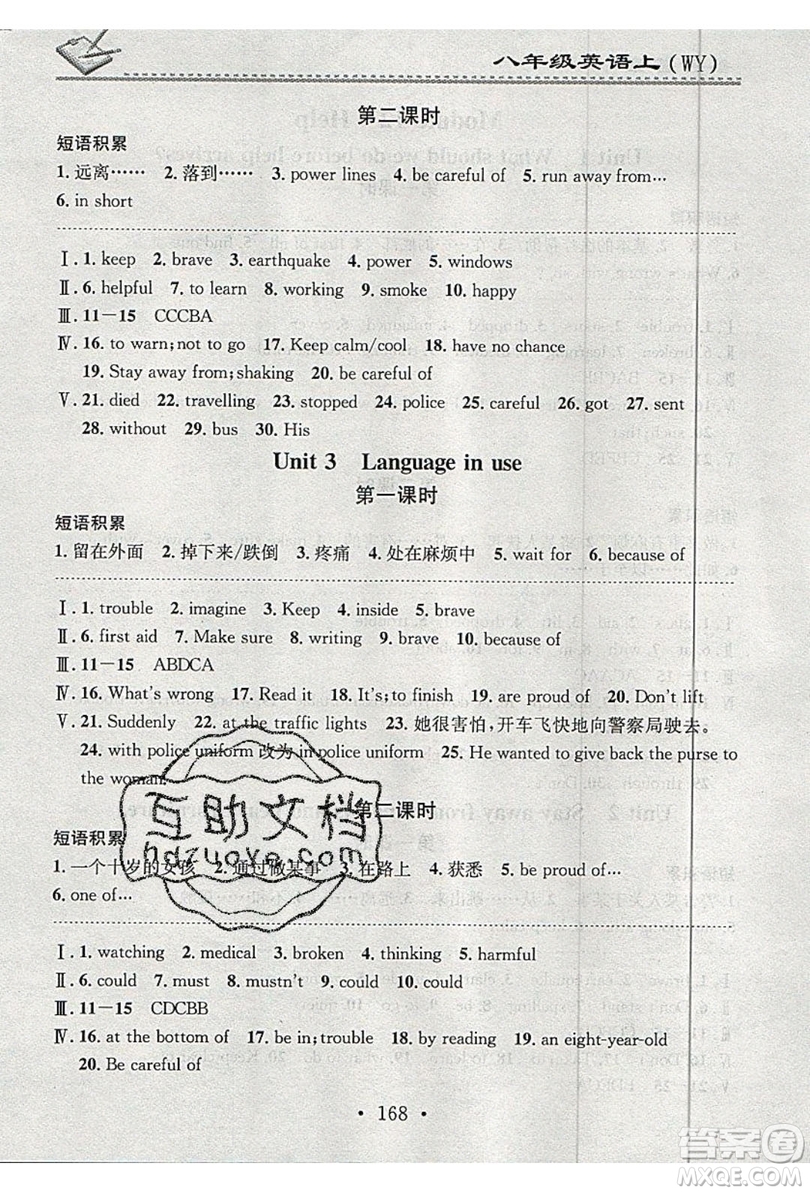 八年级英语上(WY)
第二课时
短语积累
1. 远离…… 2. 落到…… 3. power lines 4. be careful of 5. run away from…
6. in short
Ⅰ. 1. keep 2. brave 3. earthquake 4. power 5. windows
Ⅱ. 6. helpful 7. to learn 8. working 9. smoke 10. happy
Ⅲ. 11－15 CCCBA
Ⅳ. 16. to warn; not to go 17. Keep calm/cool 18. have no chance
19. Stay away from; shaking 20. be careful of
Ⅴ. 21. died 22. travelling 23. stopped 24. police 25. careful 26. got 27. sent
28. without 29. bus 30. His
Unit 3 Language in use
第一课时
短语积累
1. 留在外面 2. 掉下来/跌倒 3. 疼痛 4. 处在麻烦中 5. wait for 6. because of
Ⅰ. 1. trouble 2. imagine 3. Keep 4. inside 5. brave
Ⅱ. 6. first aid 7. Make sure 8. writing 9. brave 10. because of
Ⅲ. 11－15 ABDCA
Ⅳ. 16. What's wrong 17. Read it 18. It's; to finish 19. are proud of 20. Don't lift
Ⅴ. 21. Suddenly 22. at the traffic lights 23. 她很害怕，开车飞快地向警察局驶去。
24. with police uniform 改为 in police uniform 25. He wanted to give back the purse to
the woman.
第二课时
短语积累
1. 一个十岁的女孩 2. 通过做某事 3. 在路上 4. 获悉 5. be proud of…
6. one of…
Ⅰ. 1. watching 2. medical 3. broken 4. thinking 5. harmful
Ⅱ. 6. could 7. must 8. mustn't 9. could 10. could
Ⅲ. 11－15 CDCBB
Ⅳ. 16. at the bottom of 17. be in; trouble 18. by reading 19. an eight-year-old
20. Be careful of
· 168 ·
互助文档
hdzuoye.com
答案圈
MXQE.COM